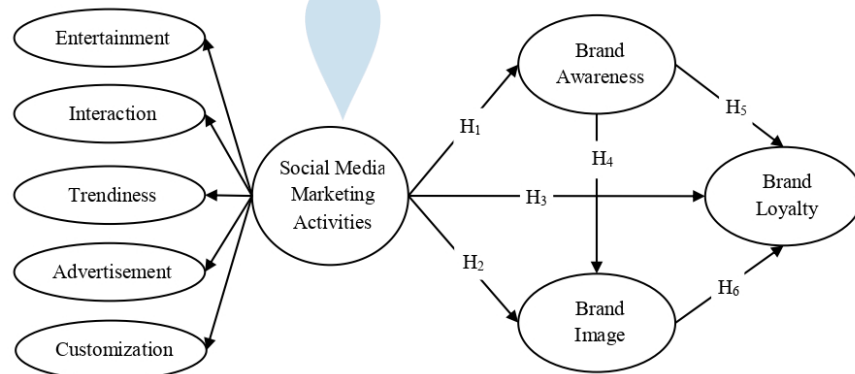 Entertainment
Interaction
Trendiness
Advertisement
Customization
Social Media
Marketing
Activities
H1
H2
H3
Brand
Awareness
H4
Brand
Image
H5
H6
Brand
Loyalty